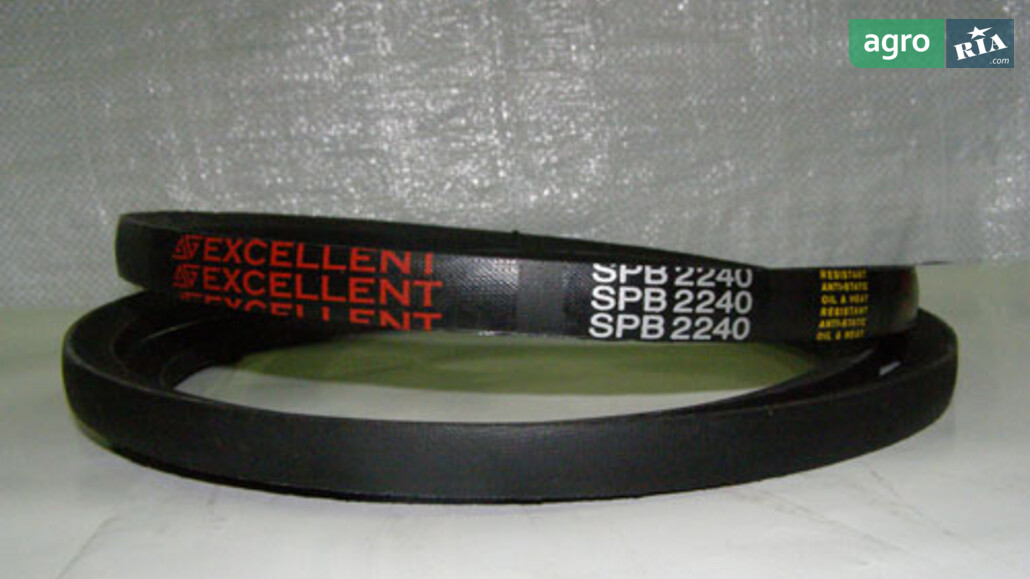 agro
RIA
.com
EXCELLENT
EXCELLENT
EXCELLENT
SPB 2240
SPB 2240
SPB 2240
RESISTANT
ANTI-STATIC
OIL & HEAT
RESISTANT
ANTI-STATIC
OIL & HEAT